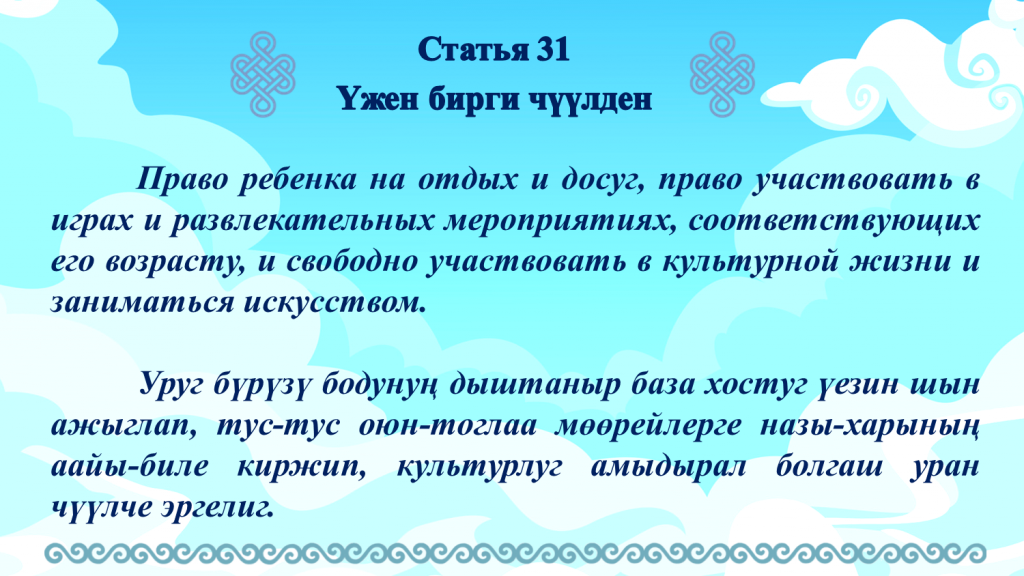 Статья 31
Үжен бирги чүүлден
Право ребенка на отдых и досуг, право участвовать в
играх и развлекательных мероприятиях, соответствующих
его возрасту, и свободно участвовать в культурной жизни и
заниматься искусством.
Уруг бүрүзү бодунуң дыштаныр база хостуг үезин шын
ажыглап, тус-тус оюн-тоглаа мөөрейлерге назы-харының
аайы-биле киржип, культурлуг амыдырал болгаш уран
чүүлче эргелиг.